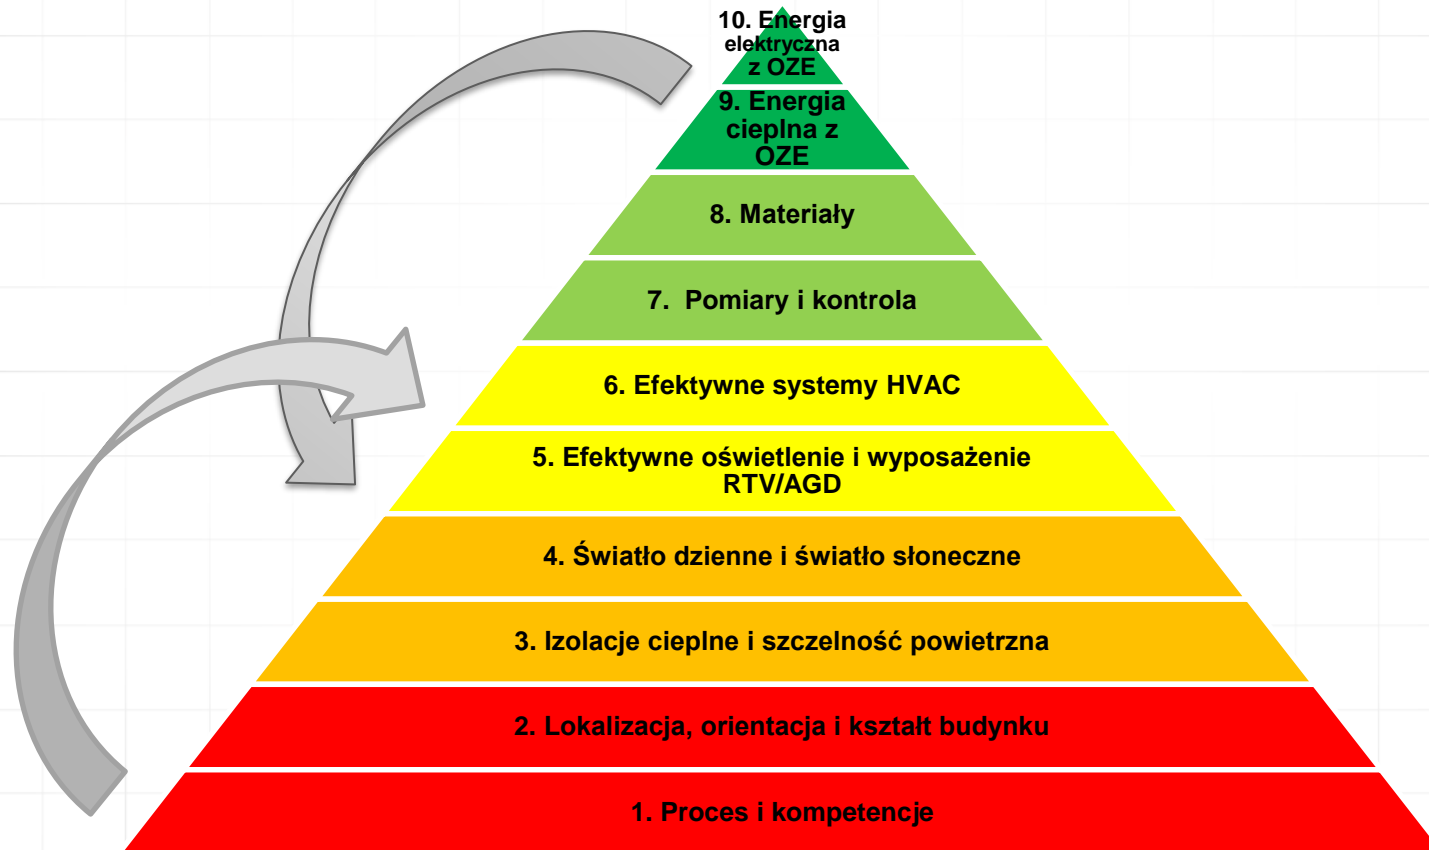 10. Energia
elektryczna
z OZE
9. Energia
cieplna z
OZE
8. Materiały
7. Pomiary i kontrola
6. Efektywne systemy HVAC
5. Efektywne oświetlenie i wyposażenie
RTV/AGD
4. Światło dzienne i światło słoneczne
3. Izolacje cieplne i szczelność powietrzna
2. Lokalizacja, orientacja i kształt budynku
1. Proces i kompetencje